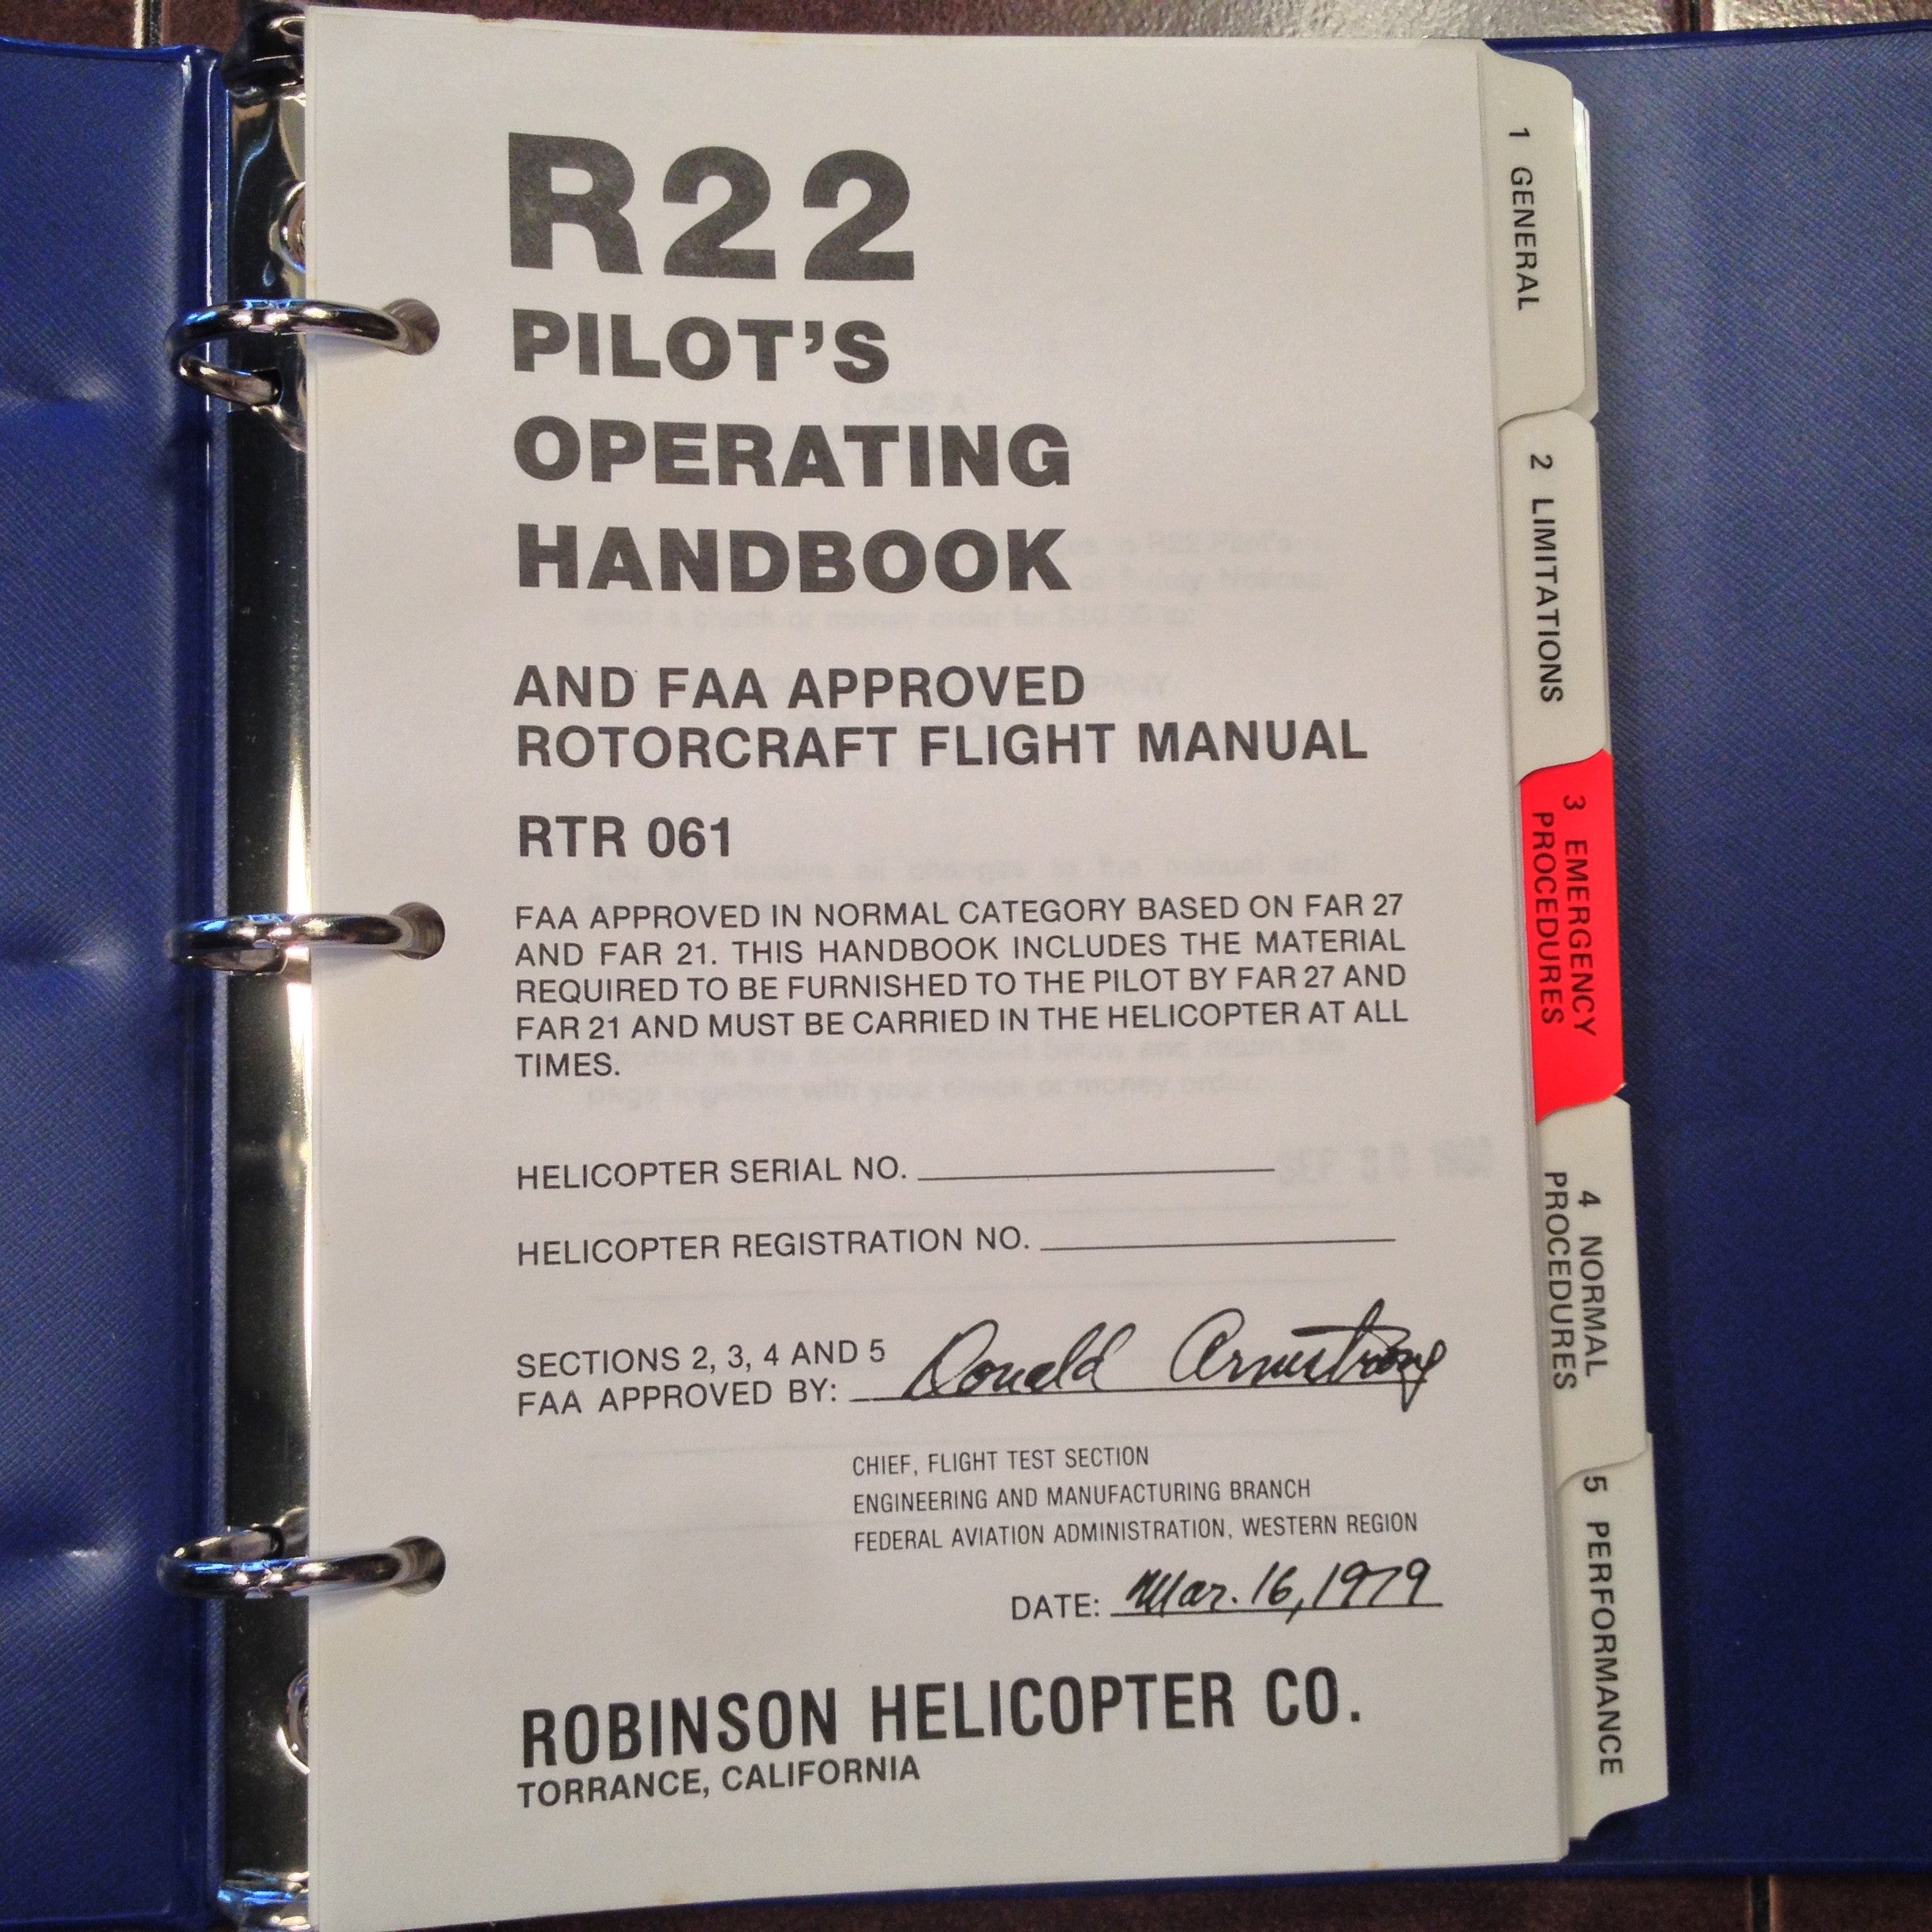 R22
PILOT'S
OPERATING
HANDBOOK
AND FAA APPROVED
ROTORCRAFT FLIGHT MANUAL
RTR 061
FAA APPROVED IN NORMAL CATEGORY BASED ON FAR 27
AND FAR 21. THIS HANDBOOK INCLUDES THE MATERIAL
REQUIRED TO BE FURNISHED TO THE PILOT BY FAR 27 AND
FAR 21 AND MUST BE CARRIED IN THE HELICOPTER AT ALL
TIMES.
HELICOPTER SERIAL NO.
HELICOPTER REGISTRATION NO.
SECTIONS 2, 3, 4 AND 5
FAA APPROVED BY: Donald Armstrong
CHIEF, FLIGHT TEST SECTION
ENGINEERING AND MANUFACTURING BRANCH
FEDERAL AVIATION ADMINISTRATION, WESTERN REGION
DATE: Mar. 16, 1979
ROBINSON HELICOPTER CO.
TORRANCE, CALIFORNIA
1 GENERAL
2 LIMITATIONS
3 EMERGENCY
PROCEDURES
4 NORMAL
PROCEDURES
5 PERFORMANCE